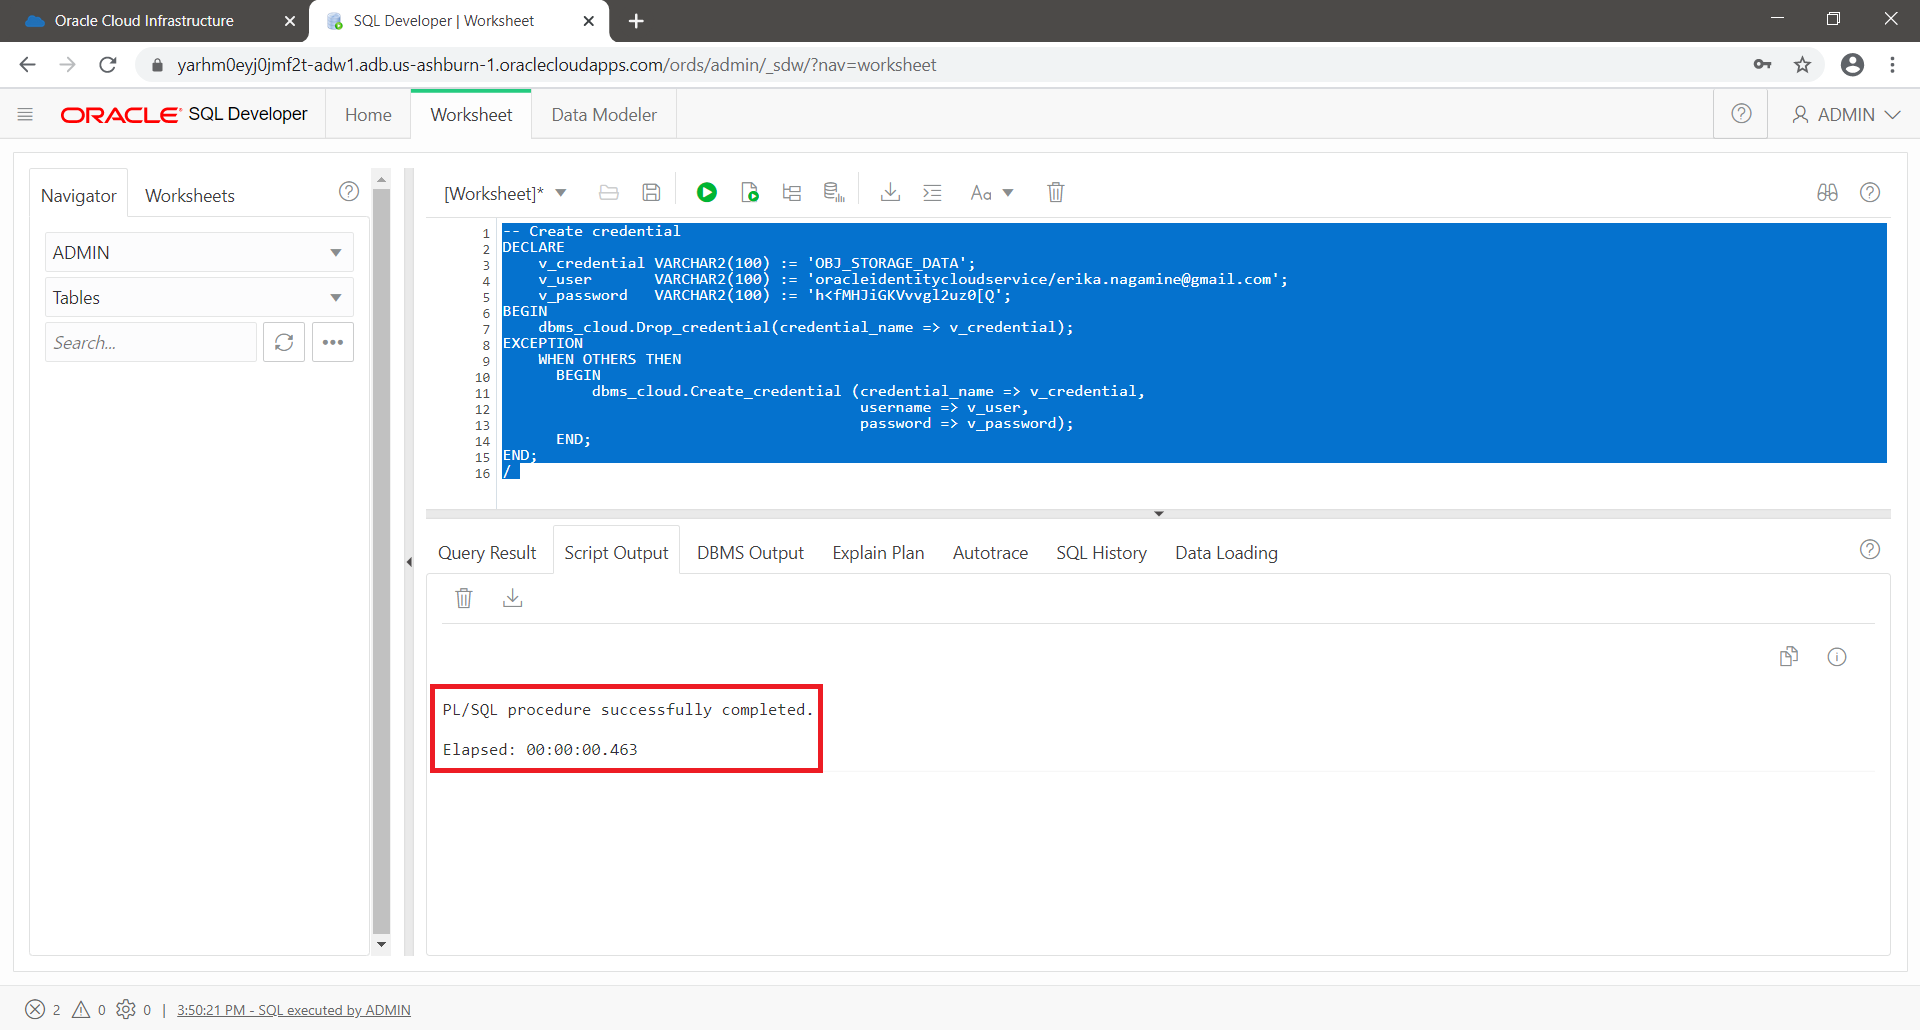 Oracle Cloud Infrastructure
SQL Developer | Worksheet
yarhm0eyj0jmf2t-adw1.adb.us-ashburn-1.oraclecloudapps.com/ords/admin/_sdw/?nav=worksheet
ORACLE SQL Developer
Home
Worksheet
Data Modeler
ADMIN
Navigator
Worksheets
ADMIN
Tables
Search...
[Worksheet]*
Aa
1 -- Create credential
2 DECLARE
3     v_credential VARCHAR2(100) := 'OBJ_STORAGE_DATA';
4     v_user       VARCHAR2(100) := 'oracleidentitycloudservice/erika.nagamine@gmail.com';
5     v_password   VARCHAR2(100) := 'h<fMHJiGKVvvgl2uz0[Q';
6 BEGIN
7     dbms_cloud.Drop_credential(credential_name => v_credential);
8 EXCEPTION
9     WHEN OTHERS THEN
10       BEGIN
11           dbms_cloud.Create_credential (credential_name => v_credential,
12                                         username => v_user,
13                                         password => v_password);
14       END;
15 END;
16 /
Query Result
Script Output
DBMS Output
Explain Plan
Autotrace
SQL History
Data Loading
PL/SQL procedure successfully completed.
Elapsed: 00:00:00.463
2 0 0 | 3:50:21 PM - SQL executed by ADMIN